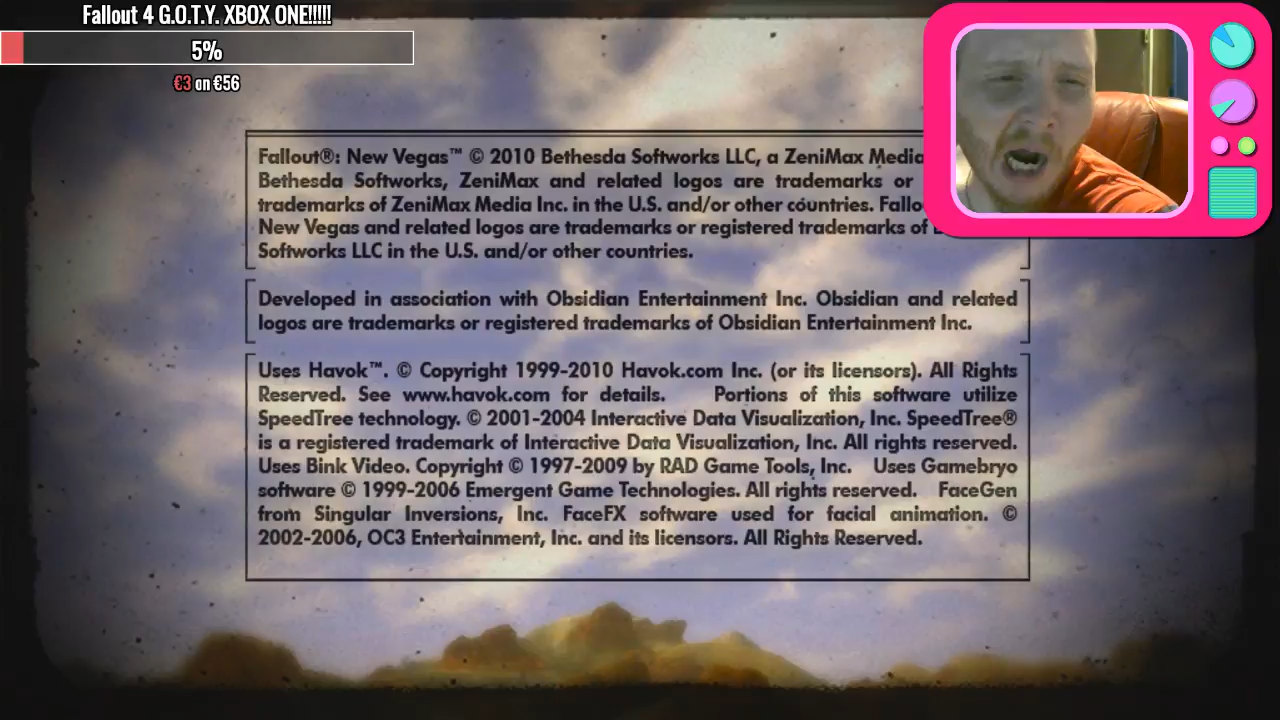 Fallout 4 G.O.T.Y. XBOX ONE!!!!!
5%
€3 on €56
Fallout®: New Vegas™ © 2010 Bethesda Softworks LLC, a ZeniMax Media
Bethesda Softworks, ZeniMax and related logos are trademarks or
trademarks of ZeniMax Media Inc. in the U.S. and/or other countries. Fallo
New Vegas and related logos are trademarks or registered trademarks of
Softworks LLC in the U.S. and/or other countries.
Developed in association with Obsidian Entertainment Inc. Obsidian and related
logos are trademarks or registered trademarks of Obsidian Entertainment Inc.
Uses Havok™. © Copyright 1999-2010 Havok.com Inc. (or its licensors). All Rights
Reserved. See www.havok.com for details. Portions of this software utilize
SpeedTree technology. © 2001-2004 Interactive Data Visualization, Inc. SpeedTree®
is a registered trademark of Interactive Data Visualization, Inc. All rights reserved.
Uses Bink Video. Copyright © 1997-2009 by RAD Game Tools, Inc. Uses Gamebryo
software © 1999-2006 Emergent Game Technologies. All rights reserved. FaceGen
from Singular Inversions, Inc. FaceFX software used for facial animation. ©
2002-2006, OC3 Entertainment, Inc. and its licensors. All Rights Reserved.